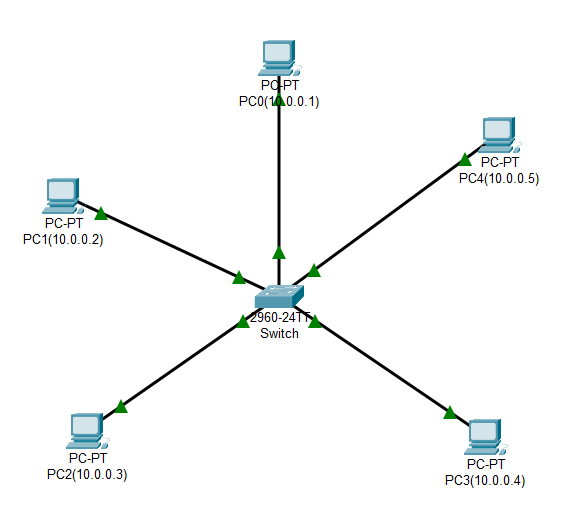 PC-PT
PC0(10.0.0.1)
PC-PT
PC4(10.0.0.5)
PC-PT
PC1(10.0.0.2)
2960-24TT
Switch
PC-PT
PC2(10.0.0.3)
PC-PT
PC3(10.0.0.4)